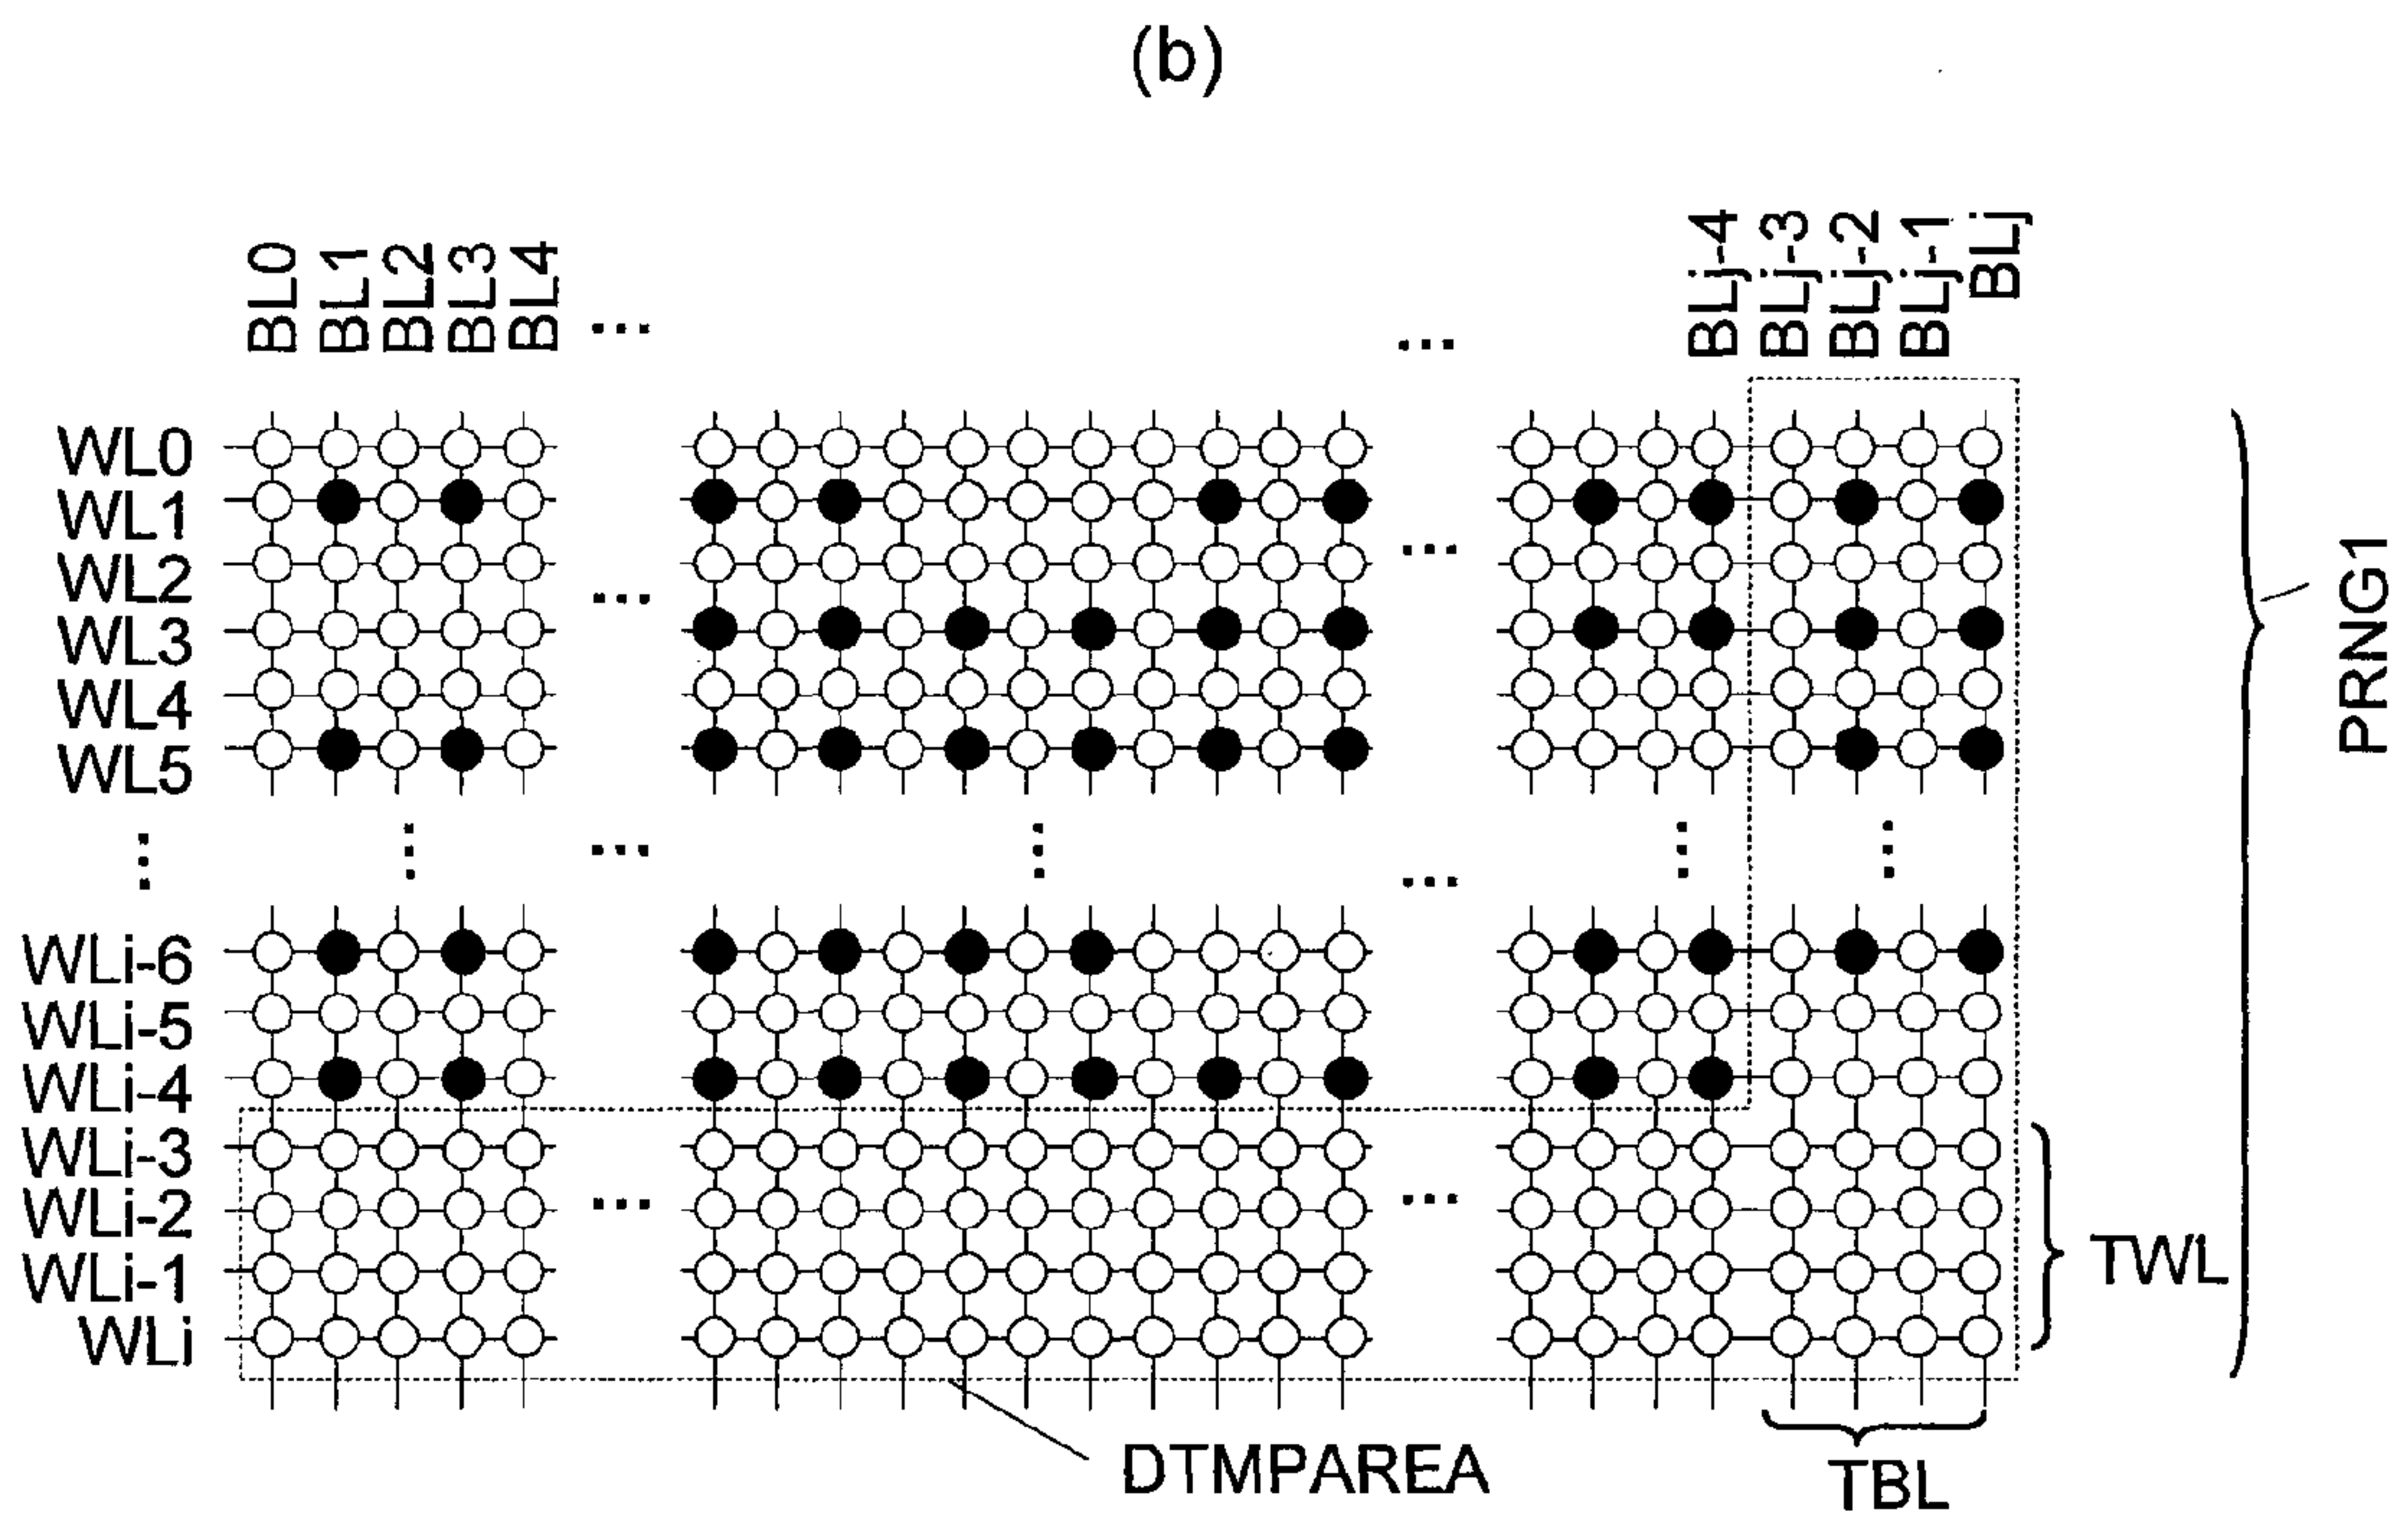 (b)
BL0
BL1
BL2
BL3
BL4
...
...
BLj-4
BLj-3
BLj-2
BLj-1
BLj
WL0
WL1
WL2
WL3
WL4
WL5
...
WLi-6
WLi-5
WLi-4
WLi-3
WLi-2
WLi-1
WLi
PRNG1
TWL
DTMPAREA
TBL